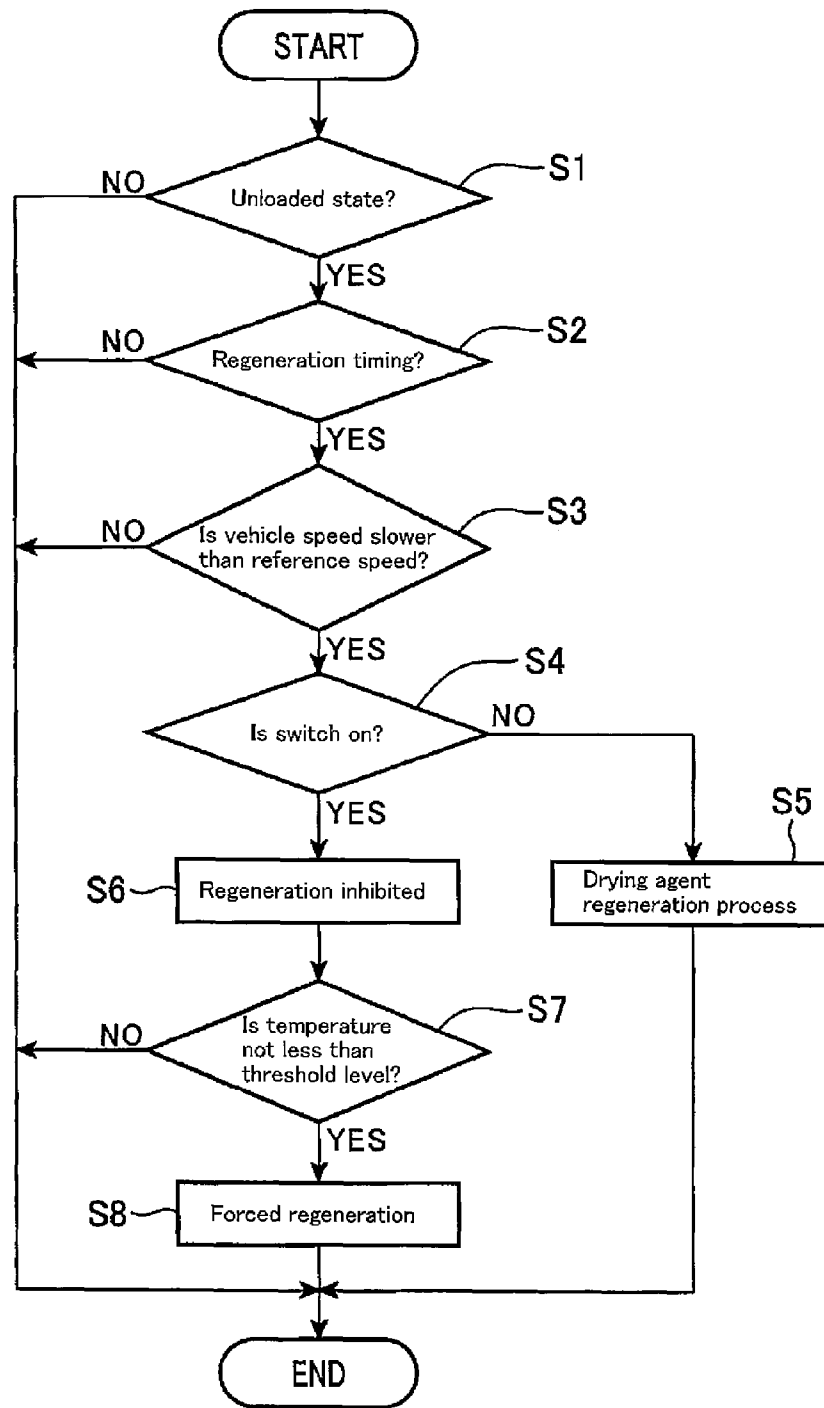 START
S1
NO
Unloaded state?
YES
S2
NO
Regeneration timing?
YES
S3
NO
Is vehicle speed slower
than reference speed?
YES
S4
NO
Is switch on?
YES
S5
S6
Regeneration inhibited
Drying agent
regeneration process
S7
NO
Is temperature
not less than
threshold level?
YES
S8
Forced regeneration
END